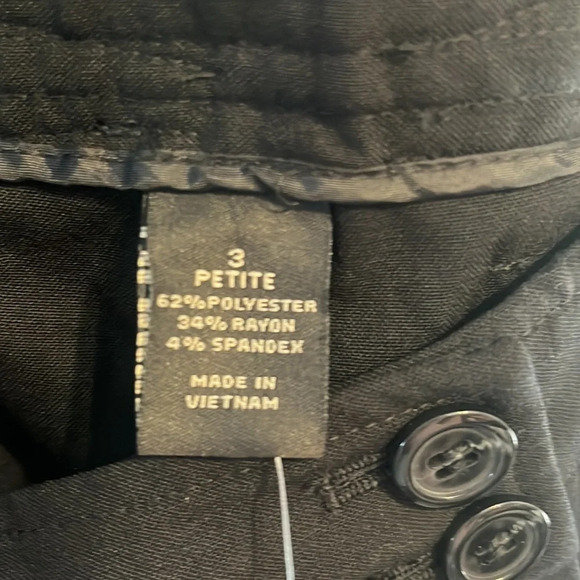 3
PETITE
62% POLYESTER
34% RAYON
4% SPANDEX
MADE IN
VIETNAM